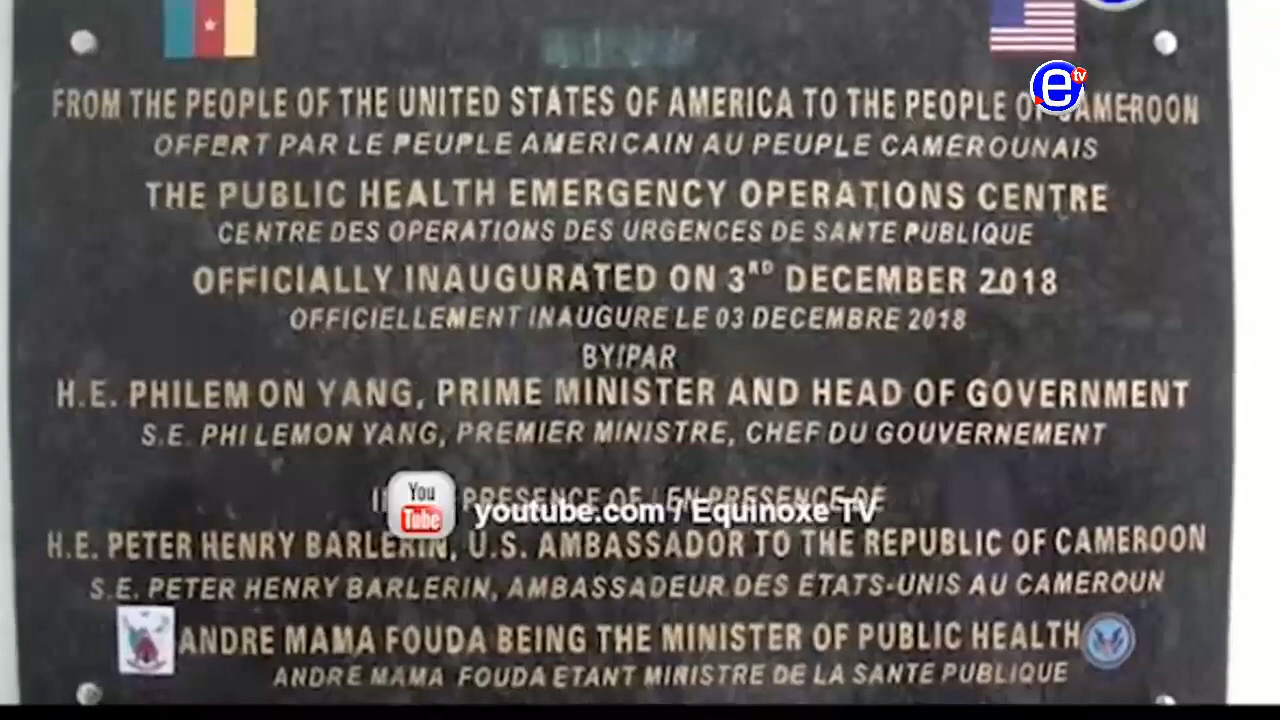 FROM THE PEOPLE OF THE UNITED STATES OF AMERICA TO THE PEOPLE OF CAMEROON
OFFERT PAR LE PEUPLE AMERICAIN AU PEUPLE CAMEROUNAIS
THE PUBLIC HEALTH EMERGENCY OPERATIONS CENTRE
CENTRE DES OPERATIONS DES URGENCES DE SANTE PUBLIQUE
OFFICIALLY INAUGURATED ON 3RD DECEMBER 2018
OFFICIELLEMENT INAUGURE LE 03 DECEMBRE 2018
BY/PAR
H.E. PHILEMON YANG, PRIME MINISTER AND HEAD OF GOVERNMENT
S.E. PHILEMON YANG, PREMIER MINISTRE, CHEF DU GOUVERNEMENT
PRESENCE OF / EN PRESENCE DE
You Tube youtube.com / Equinoxe TV
H.E. PETER HENRY BARLERIN, U.S. AMBASSADOR TO THE REPUBLIC OF CAMEROON
S.E. PETER HENRY BARLERIN, AMBASSADEUR DES ETATS-UNIS AU CAMEROUN
ANDRE MAMA FOUDA BEING THE MINISTER OF PUBLIC HEALTH
ANDRE MAMA FOUDA ETANT MINISTRE DE LA SANTE PUBLIQUE
e tv